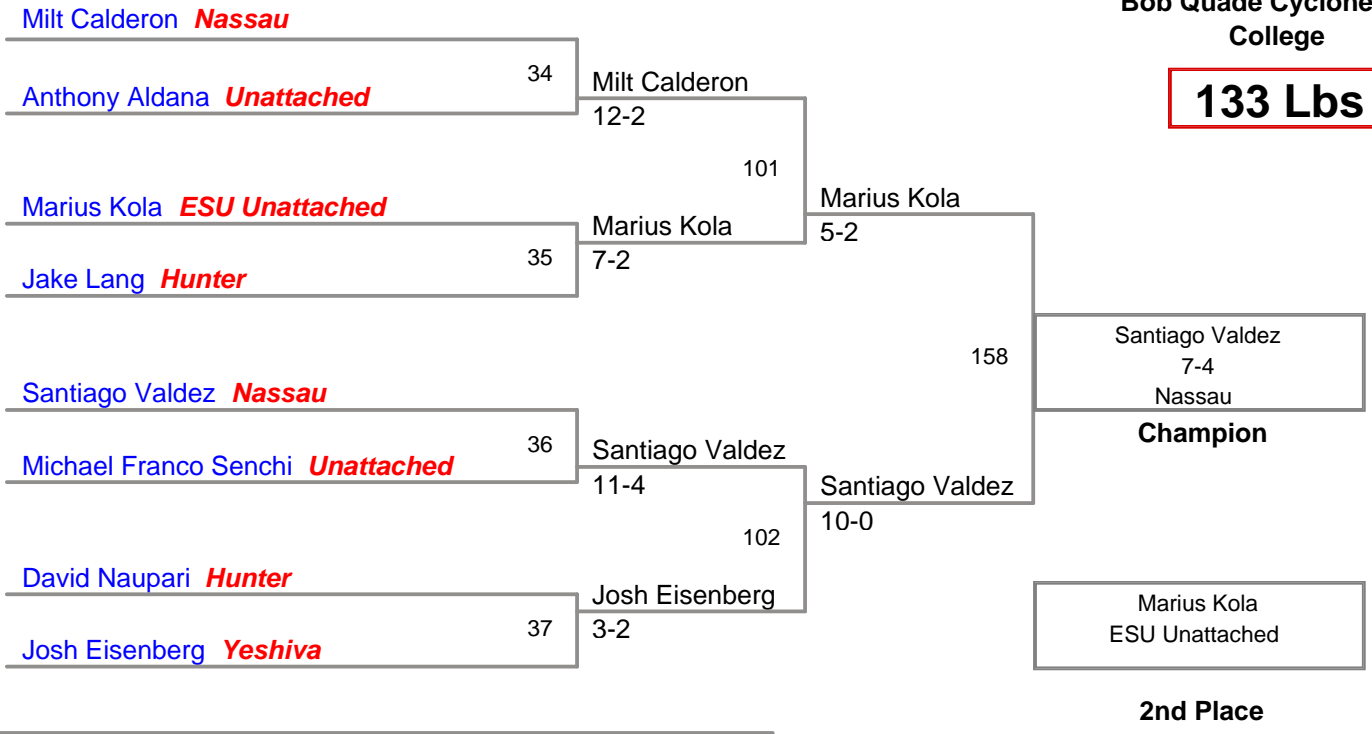 Milt Calderon Nassau
Anthony Aldana Unattached
34
Milt Calderon
12-2
Marius Kola ESU Unattached
Jake Lang Hunter
35
Marius Kola
7-2
101
Marius Kola
5-2
Santiago Valdez Nassau
Michael Franco Senchi Unattached
36
Santiago Valdez
11-4
David Naupari Hunter
Josh Eisenberg Yeshiva
37
Josh Eisenberg
3-2
102
Santiago Valdez
10-0
158
Bob Quade Cyclone
College
133 Lbs
Santiago Valdez
7-4
Nassau
Champion
Marius Kola
ESU Unattached
2nd Place